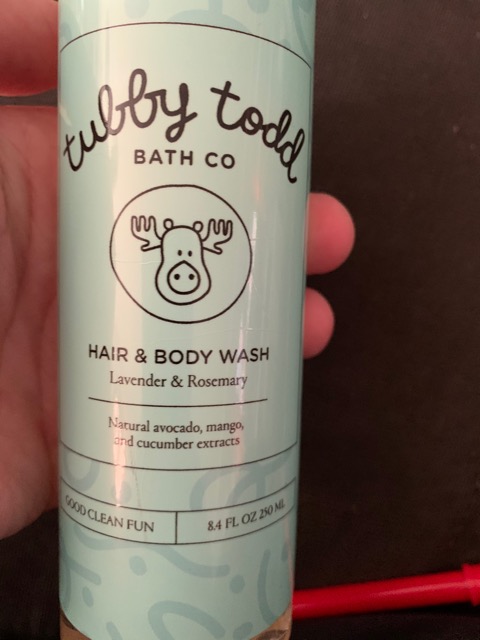 tubby todd
BATH CO
HAIR & BODY WASH
Lavender & Rosemary
Natural avocado, mango,
and cucumber extracts
GOOD CLEAN FUN
8.4 FL OZ 250 ML